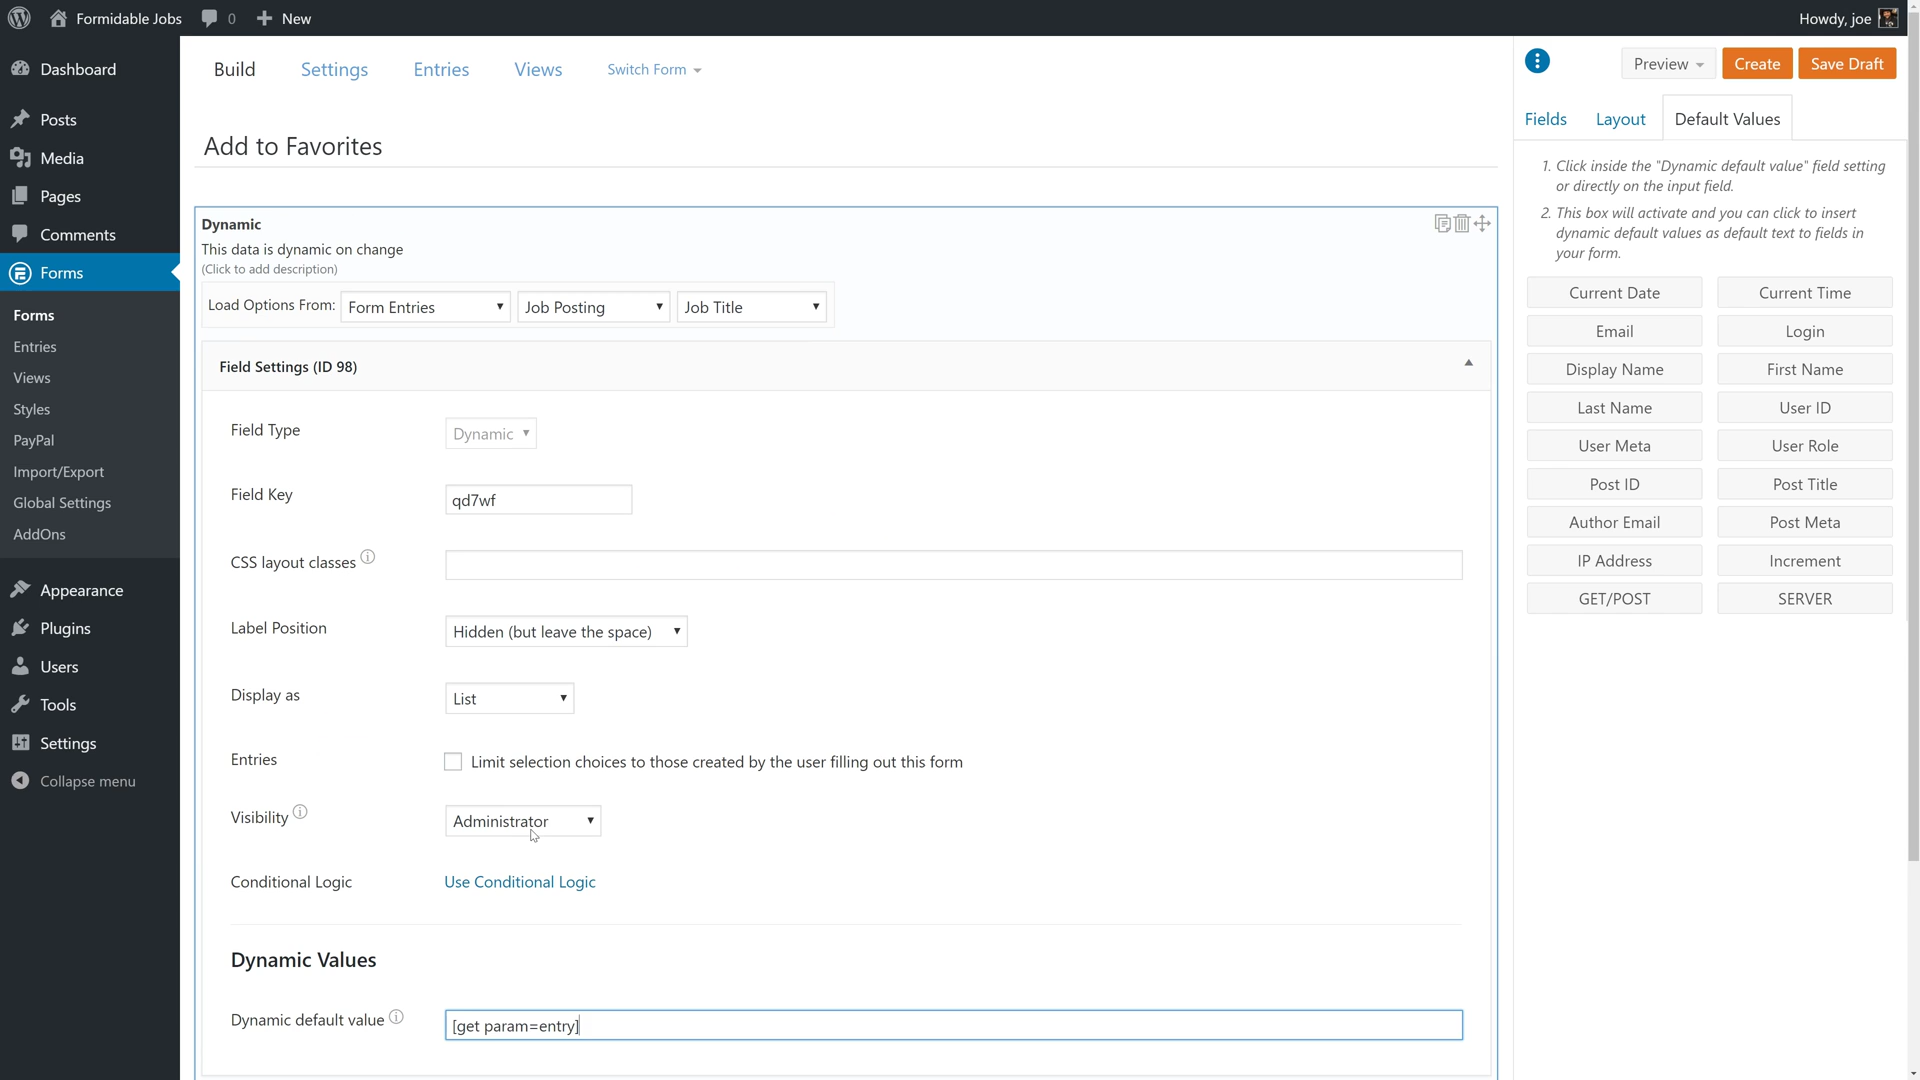 Formidable Jobs 0 New Howdy, joe
Dashboard
Posts
Media
Pages
Comments
Forms
Forms
Entries
Views
Styles
PayPal
Import/Export
Global Settings
AddOns
Appearance
Plugins
Users
Tools
Settings
Collapse menu
Build Settings Entries Views Switch Form
Add to Favorites
Dynamic
This data is dynamic on change
(Click to add description)
Load Options From: Form Entries Job Posting Job Title
Field Settings (ID 98)
Field Type Dynamic
Field Key qd7wf
CSS layout classes
Label Position Hidden (but leave the space)
Display as List
Entries Limit selection choices to those created by the user filling out this form
Visibility Administrator
Conditional Logic Use Conditional Logic
Dynamic Values
Dynamic default value [get param=entry]
Preview Create Save Draft
Fields Layout Default Values
1. Click inside the "Dynamic default value" field setting
or directly on the input field.
2. This box will activate and you can click to insert
dynamic default values as default text to fields in
your form.
Current Date Current Time
Email Login
Display Name First Name
Last Name User ID
User Meta User Role
Post ID Post Title
Author Email Post Meta
IP Address Increment
GET/POST SERVER